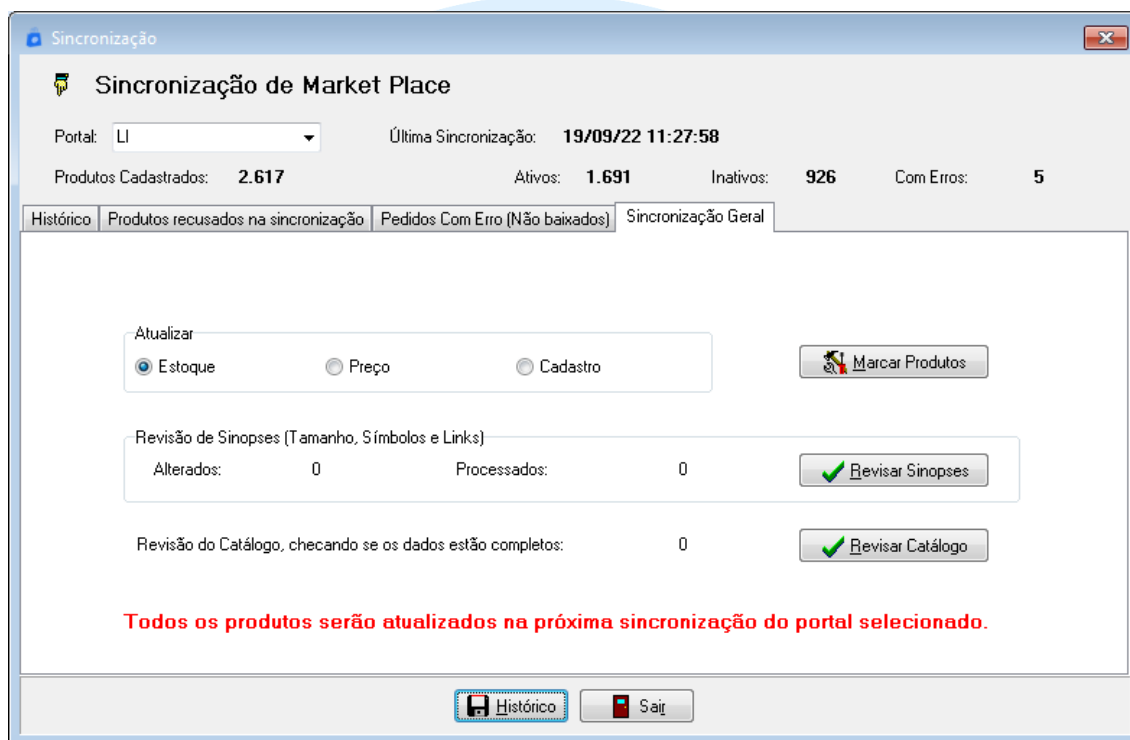 Sincronização
Sincronização de Market Place
Portal: LI Última Sincronização: 19/09/22 11:27:58
Produtos Cadastrados: 2.617 Ativos: 1.691 Inativos: 926 Com Erros: 5
Histórico Produtos recusados na sincronização Pedidos Com Erro (Não baixados) Sincronização Geral
Atualizar
Estoque Preço Cadastro Marcar Produtos
Revisão de Sinopses (Tamanho, Símbolos e Links)
Alterados: 0 Processados: 0 Revisar Sinopses
Revisão do Catálogo, checando se os dados estão completos: 0 Revisar Catálogo
Todos os produtos serão atualizados na próxima sincronização do portal selecionado.
Histórico Sair